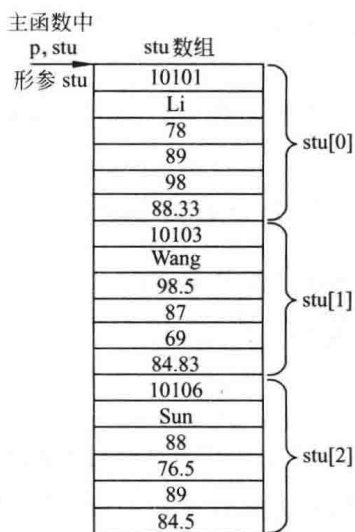 主函数中
p, stu
stu数组
形参 stu
10101
Li
78
89
98
88.33
stu[0]
10103
Wang
98.5
87
69
84.83
stu[1]
10106
Sun
88
76.5
89
84.5
stu[2]